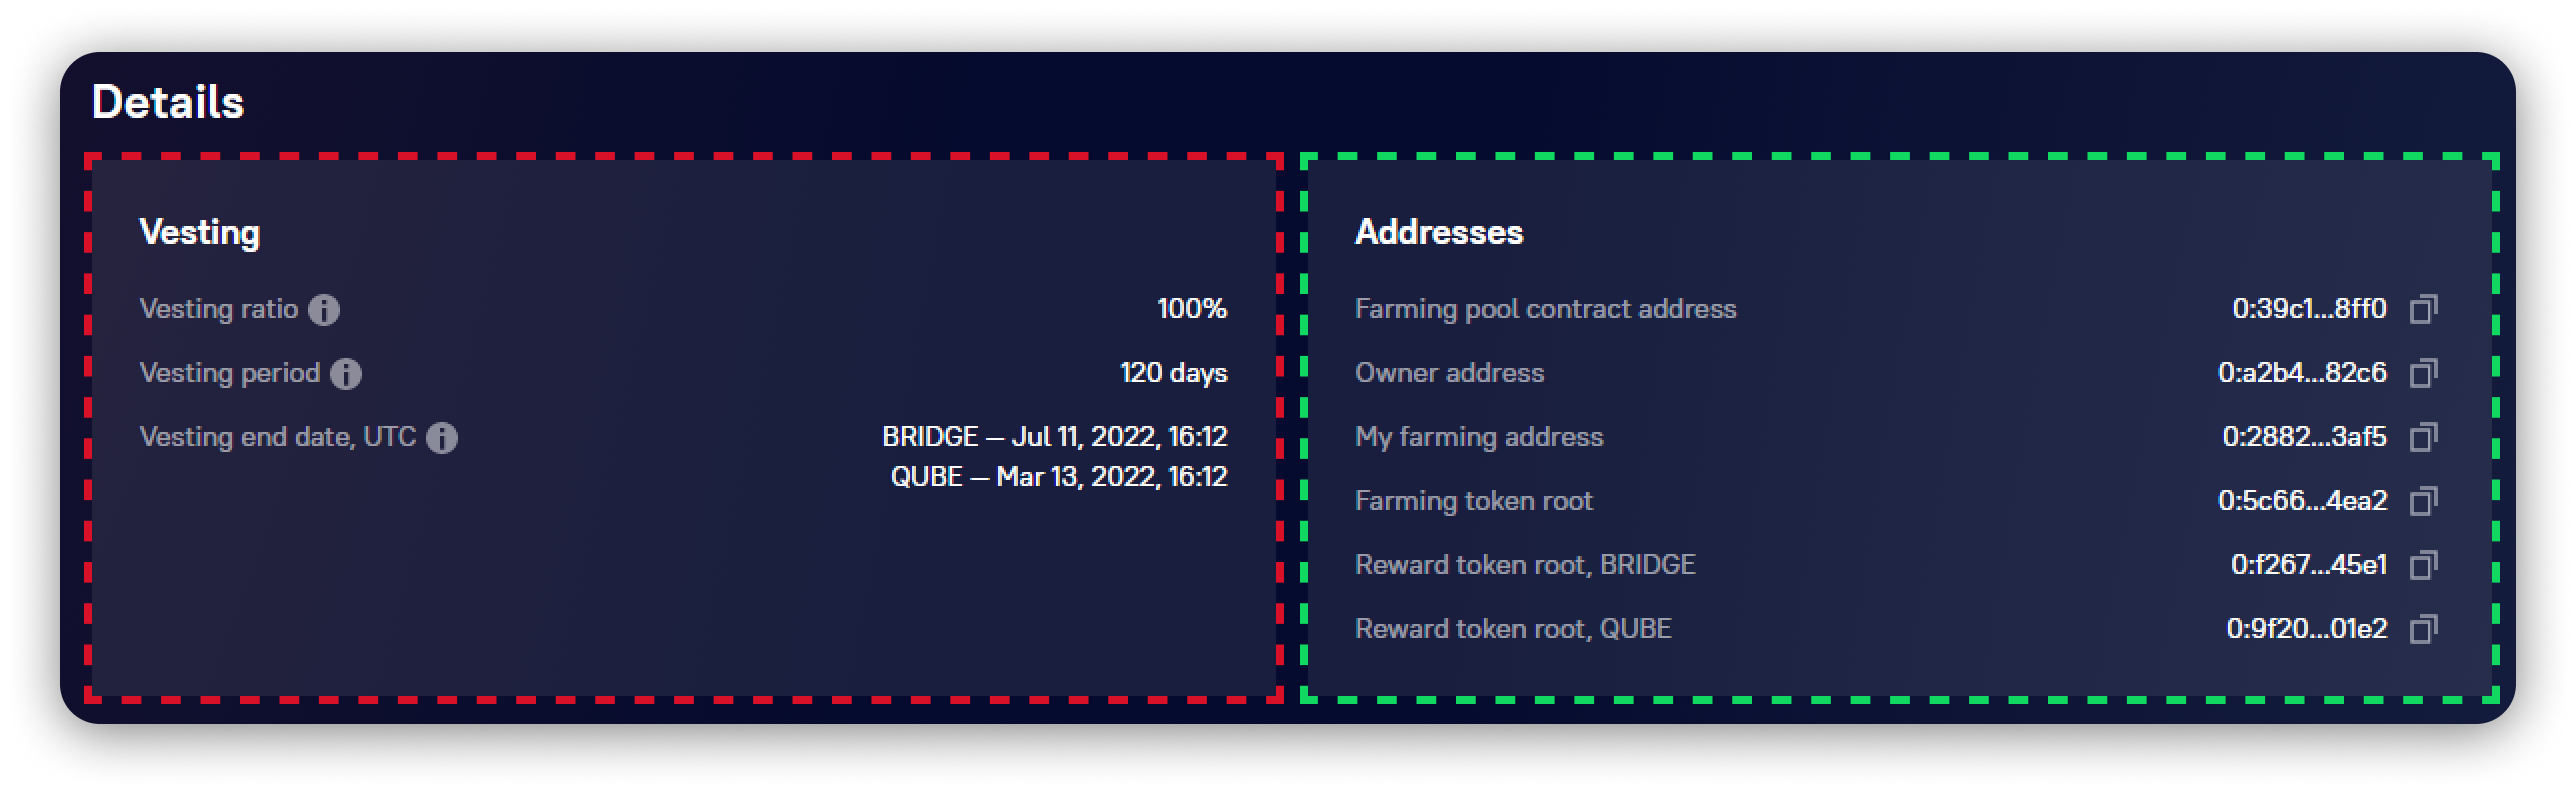 Details
Vesting
Vesting ratio 100%
Vesting period 120 days
Vesting end date, UTC BRIDGE – Jul 11, 2022, 16:12
QUBE – Mar 13, 2022, 16:12
Addresses
Farming pool contract address 0:39c1...8ff0
Owner address 0:a2b4...82c6
My farming address 0:2882...3af5
Farming token root 0:5c66...4ea2
Reward token root, BRIDGE 0:f267...45e1
Reward token root, QUBE 0:9f20...01e2